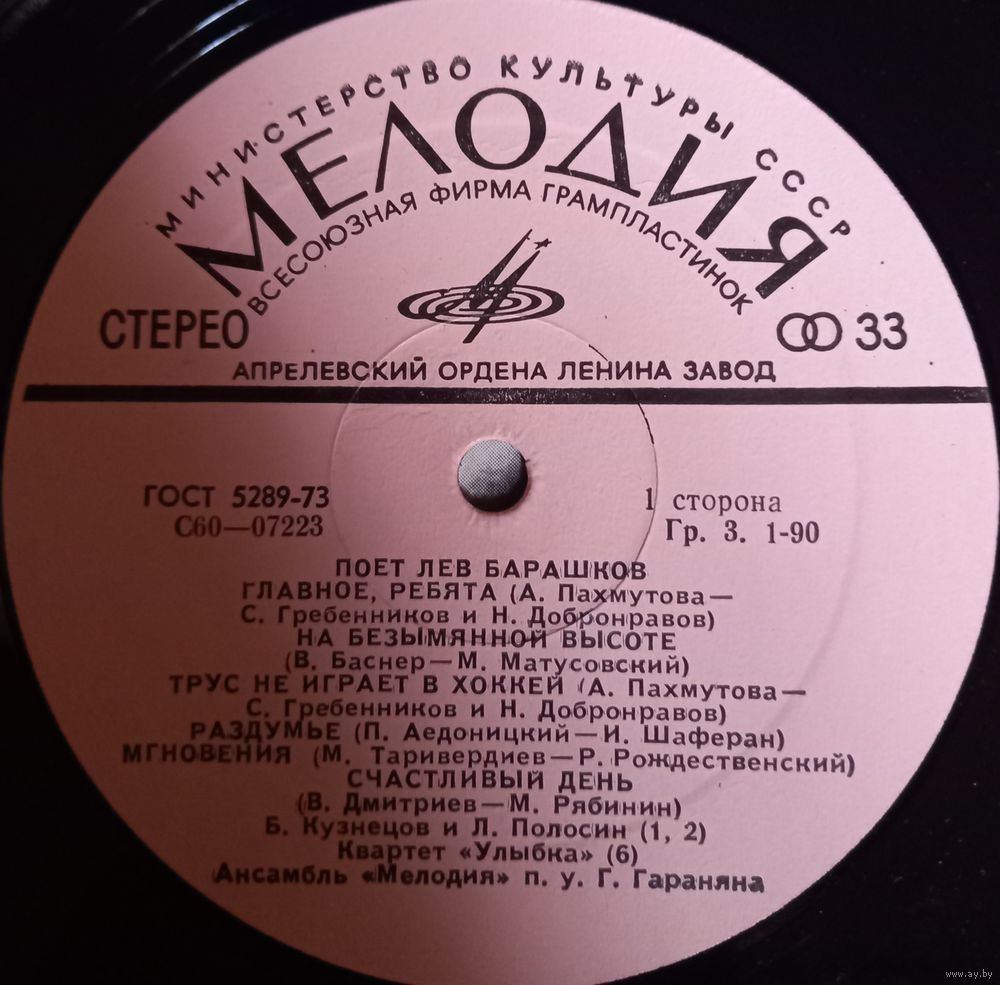 МИНИСТЕРСТВО КУЛЬТУРЫ СССР
МЕЛОДИЯ
ВСЕСОЮЗНАЯ ФИРМА ГРАМПЛАСТИНОК
СТЕРЕО
33
АПРЕЛЕВСКИЙ ОРДЕНА ЛЕНИНА ЗАВОД
ГОСТ 5289-73
1 сторона
С60—07223
Гр. 3. 1-90
ПОЕТ ЛЕВ БАРАШКОВ
ГЛАВНОЕ, РЕБЯТА (А. Пахмутова—
С. Гребенников и Н. Добронравов)
НА БЕЗЫМЯННОЙ ВЫСОТЕ
(В. Баснер—М. Матусовский)
ТРУС НЕ ИГРАЕТ В ХОККЕЙ (А. Пахмутова—
С. Гребенников и Н. Добронравов)
РАЗДУМЬЕ (П. Аедоницкий—И. Шаферан)
МГНОВЕНИЯ (М. Таривердиев—Р. Рождественский)
СЧАСТЛИВЫЙ ДЕНЬ
(В. Дмитриев—М. Рябинин)
Б. Кузнецов и Л. Полосин (1, 2)
Квартет «Улыбка» (6)
Ансамбль «Мелодия» п. у. Г. Гараняна
www.ay.by